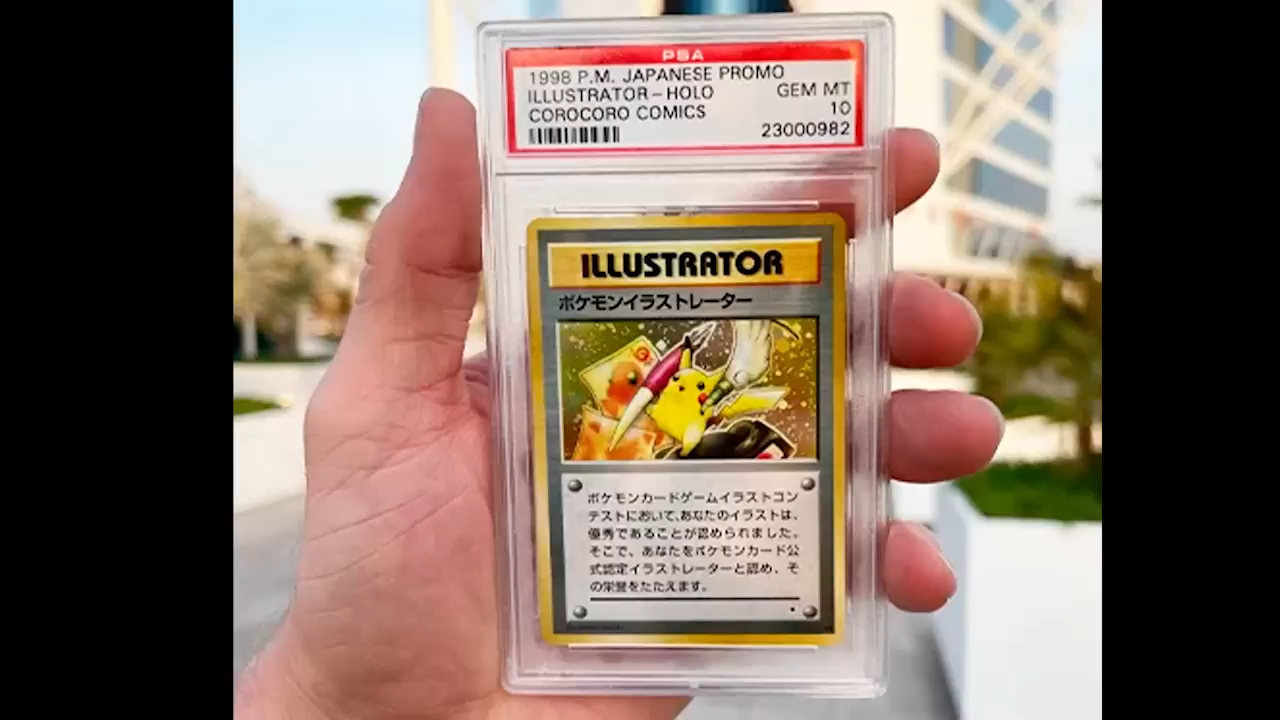 PSA
1998 P.M. JAPANESE PROMO
ILLUSTRATOR-HOLO GEM MT
COROCORO COMICS 10
23000982
ILLUSTRATOR
ポケモンイラストレーター
ポケモンカードゲームイラストコン
テストにおいて、あなたのイラストは、
優秀であることが認められました。
そこで、あなたをポケモンカード公
式認定イラストレーターと認め、そ
の栄誉をたたえます。